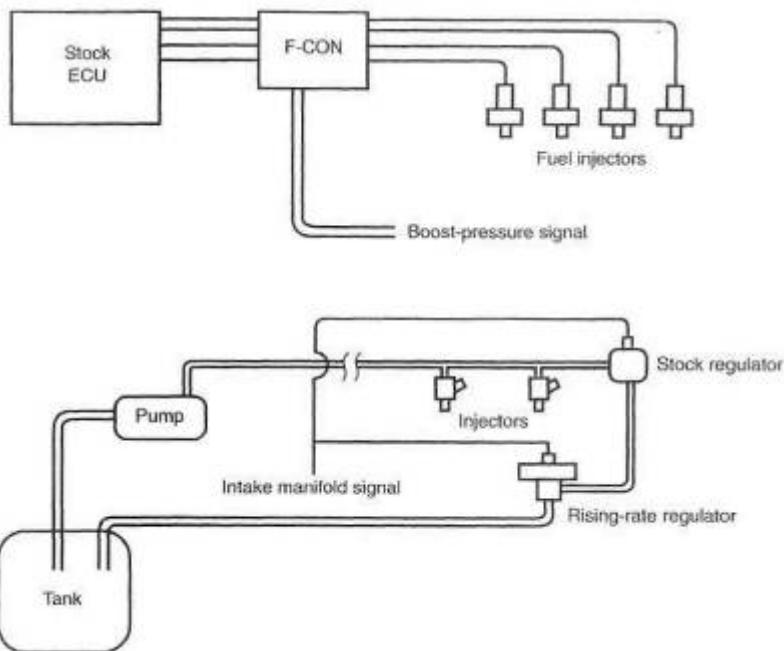 Stock
ECU
F-CON
Fuel injectors
Boost-pressure signal
Stock regulator
Pump
Injectors
Intake manifold signal
Rising-rate regulator
Tank